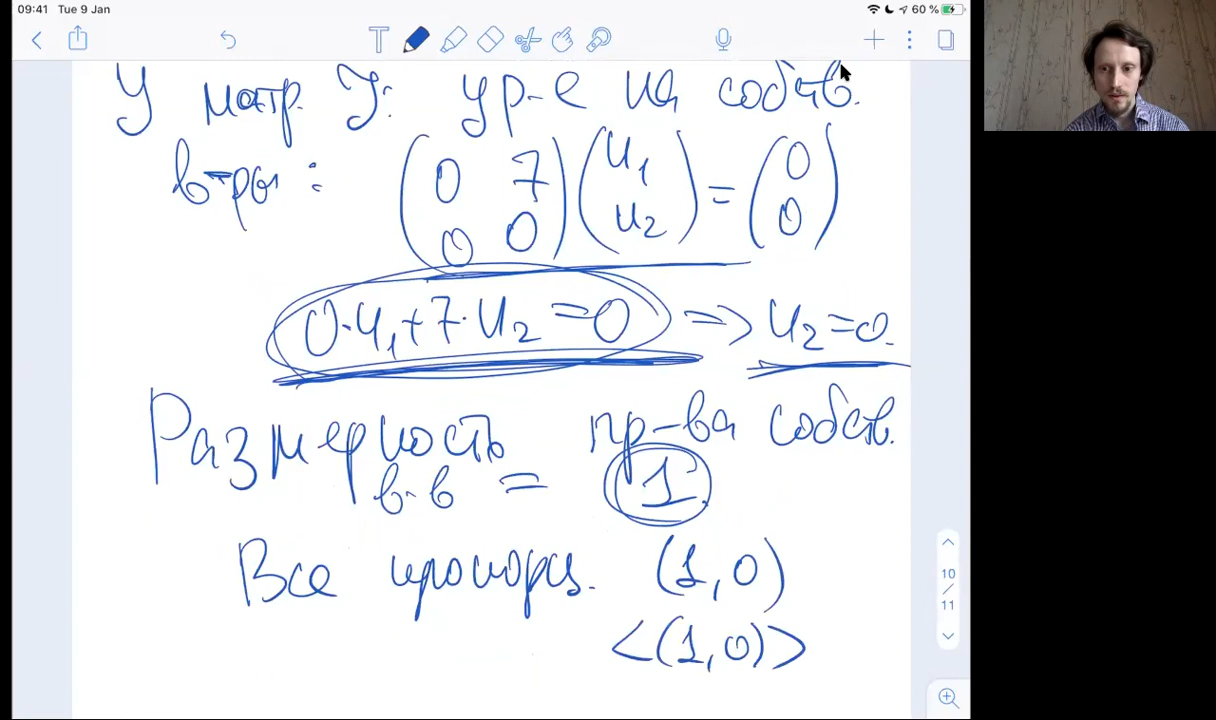 09:41 Tue 9 Jan
60 %
У матр. J: ур-е на собств.
в-ры:
(0 7
0 0) (u1
u2) = (0
0)
0·u1+7·u2=0 => u2=0.
Размерность пр-ва собств.
в-в = 1.
Все пропорц. (1,0)
<(1,0)>
10
/
11